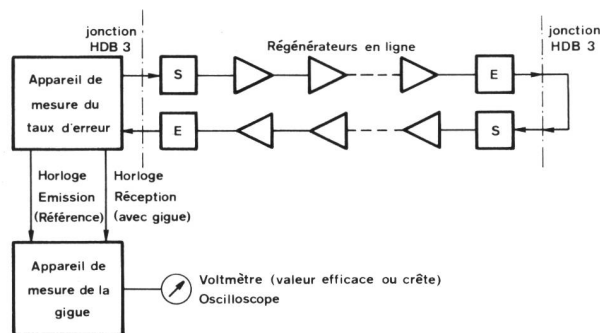 jonction
HDB 3
jonction
HDB 3
Régénérateurs en ligne
Appareil de
mesure du
taux d'erreur
S
E
E
S
Horloge
Emission
(Référence)
Horloge
Réception
(avec gigue)
Appareil de
mesure de la
gigue
Voltmètre (valeur efficace ou crête)
Oscilloscope